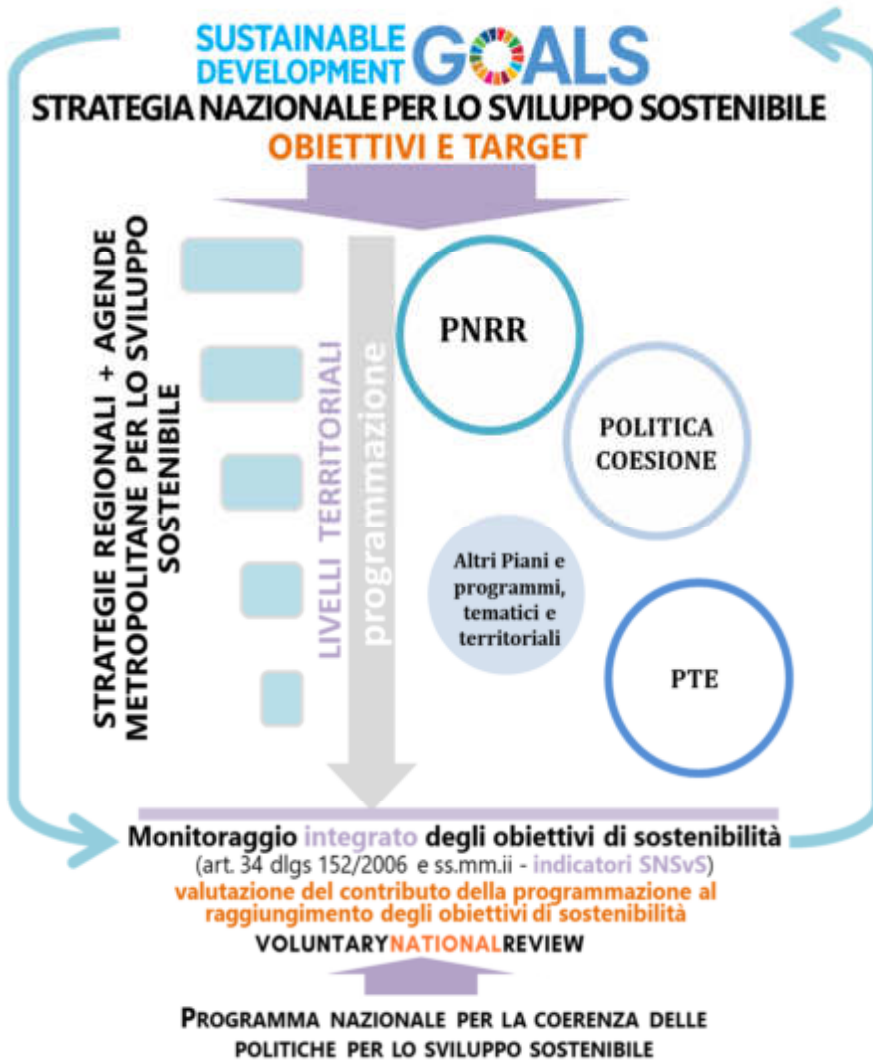 SUSTAINABLE
DEVELOPMENT
GOALS
STRATEGIA NAZIONALE PER LO SVILUPPO SOSTENIBILE
OBIETTIVI E TARGET
STRATEGIE REGIONALI + AGENDE
METROPOLITANE PER LO SVILUPPO
SOSTENIBILE
LIVELLI TERRITORIALI
programmazione
PNRR
POLITICA
COESIONE
Altri Piani e
programmi,
tematici e
territoriali
PTE
Monitoraggio integrato degli obiettivi di sostenibilità
(art. 34 dlgs 152/2006 e ss.mm.ii - indicatori SNSvS)
valutazione del contributo della programmazione al
raggiungimento degli obiettivi di sostenibilità
VOLUNTARYNATIONALREVIEW
PROGRAMMA NAZIONALE PER LA COERENZA DELLE
POLITICHE PER LO SVILUPPO SOSTENIBILE